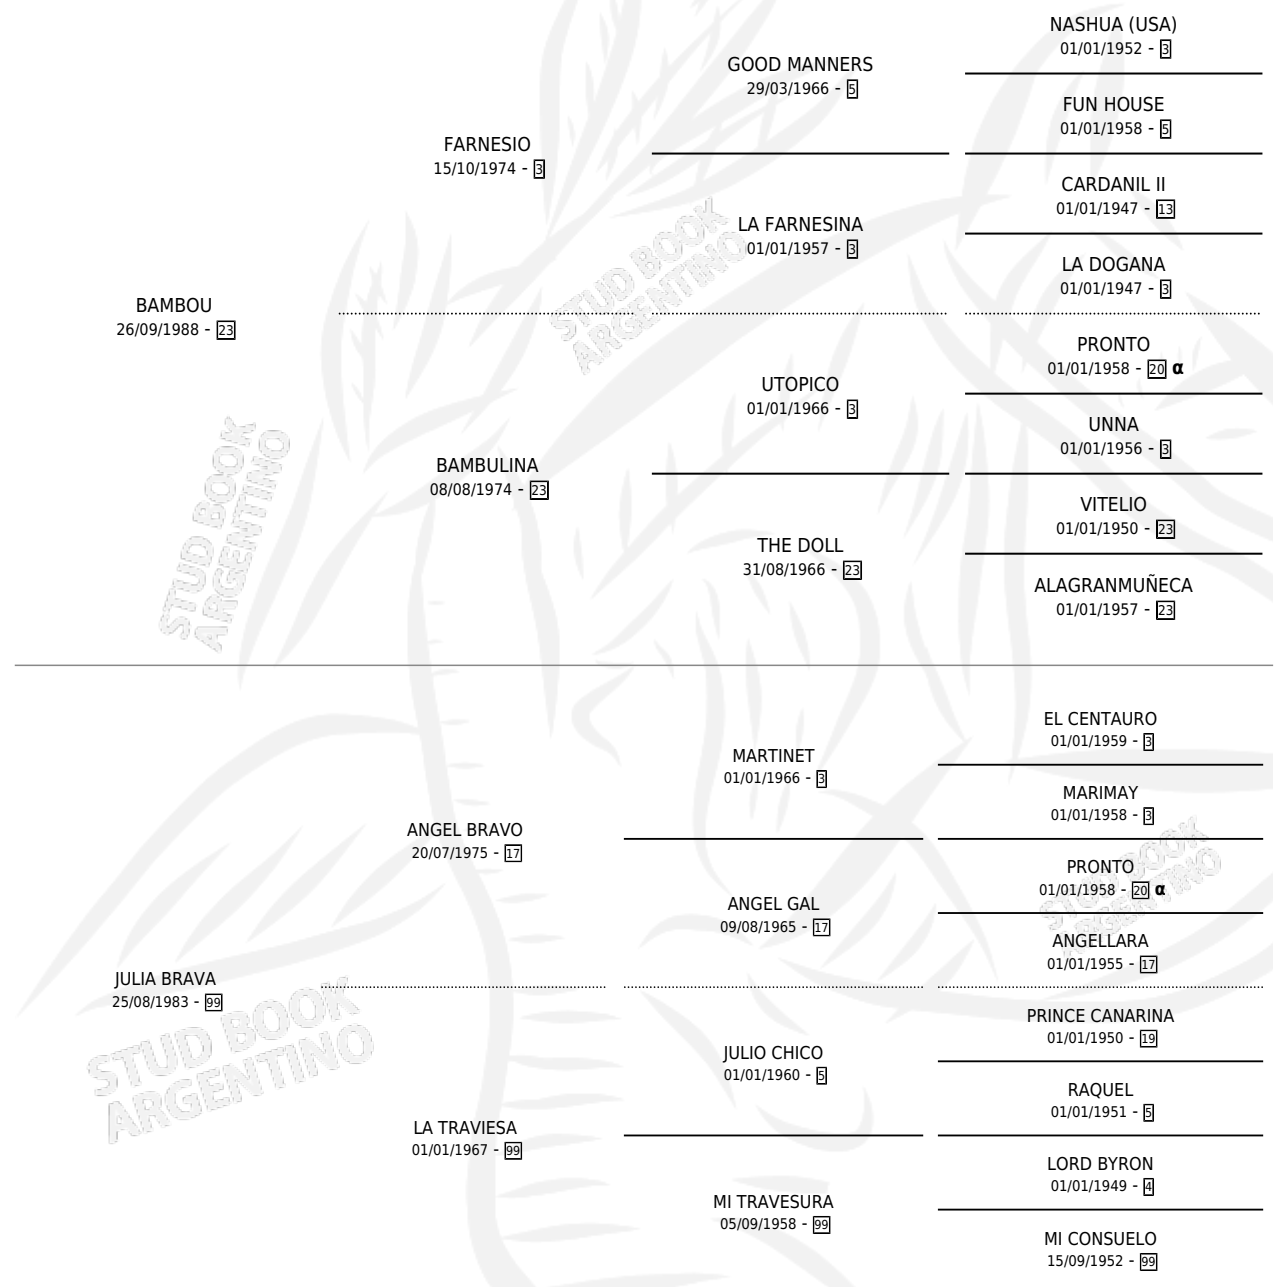 NASHUA (USA)
01/01/1952 - 3
GOOD MANNERS
29/03/1966 - 5
FUN HOUSE
01/01/1958 - 5
FARNESIO
15/10/1974 - 3
CARDANIL II
01/01/1947 - 13
LA FARNESINA
01/01/1957 - 3
LA DOGANA
01/01/1947 - 3
BAMBOU
26/09/1988 - 23
PRONTO
01/01/1958 - 20 α
UTOPICO
01/01/1966 - 3
UNNA
01/01/1956 - 3
BAMBULINA
08/08/1974 - 23
VITELIO
01/01/1950 - 23
THE DOLL
31/08/1966 - 23
ALAGRANMUÑECA
01/01/1957 - 23
EL CENTAURO
01/01/1959 - 3
MARTINET
01/01/1966 - 3
MARIMAY
01/01/1958 - 3
ANGEL BRAVO
20/07/1975 - 17
PRONTO
01/01/1958 - 20 α
ANGEL GAL
09/08/1965 - 17
ANGELLARA
01/01/1955 - 17
JULIA BRAVA
25/08/1983 - 99
PRINCE CANARINA
01/01/1950 - 19
JULIO CHICO
01/01/1960 - 5
RAQUEL
01/01/1951 - 5
LA TRAVIESA
01/01/1967 - 99
LORD BYRON
01/01/1949 - 4
MI TRAVESURA
05/09/1958 - 99
MI CONSUELO
15/09/1952 - 99
STUD BOOK
ARGENTINO
STUD BOOK
ARGENTINO
STUD BOOK
ARGENTINO
STUD BOOK
ARGENTINO